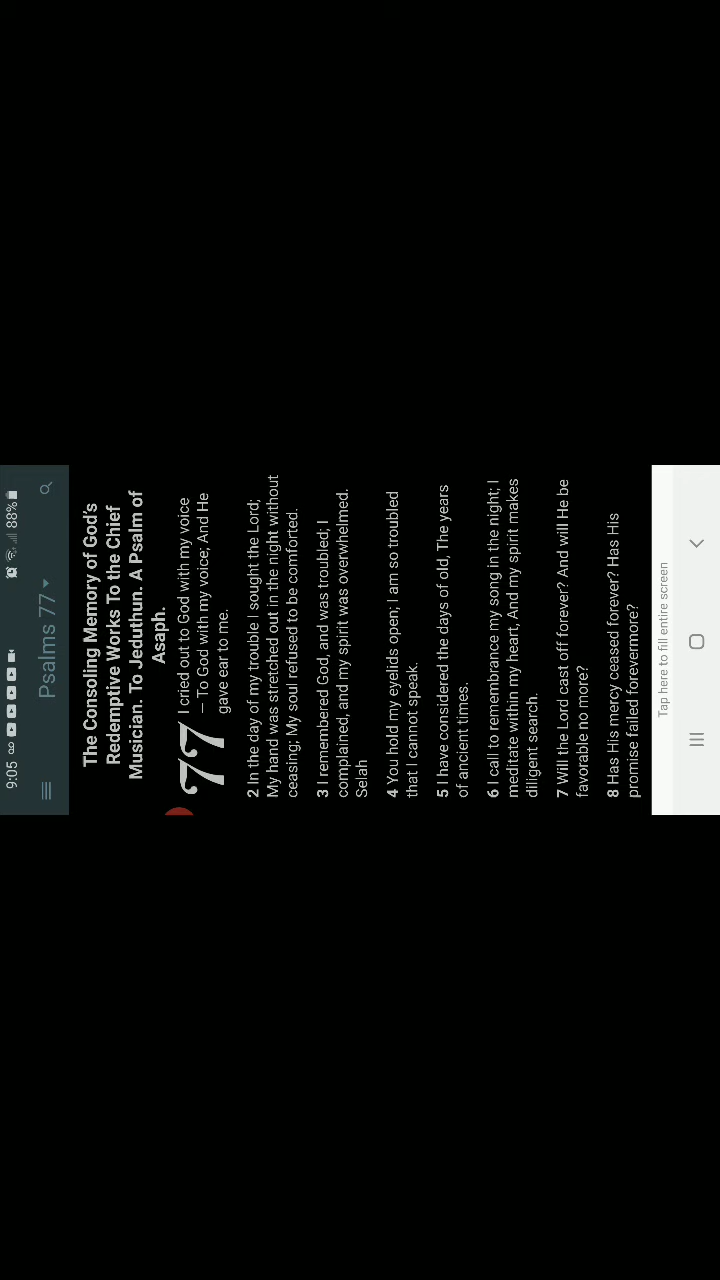 9:05
88%
Psalms 77
The Consoling Memory of God's
Redemptive Works To the Chief
Musician. To Jeduthun. A Psalm of
Asaph.
77 I cried out to God with my voice
— To God with my voice; And He
gave ear to me.
2 In the day of my trouble I sought the Lord;
My hand was stretched out in the night without
ceasing; My soul refused to be comforted.
3 I remembered God, and was troubled; I
complained, and my spirit was overwhelmed.
Selah
4 You hold my eyelids open; I am so troubled
that I cannot speak.
5 I have considered the days of old, The years
of ancient times.
6 I call to remembrance my song in the night; I
meditate within my heart, And my spirit makes
diligent search.
7 Will the Lord cast off forever? And will He be
favorable no more?
8 Has His mercy ceased forever? Has His
promise failed forevermore?
Tap here to fill entire screen